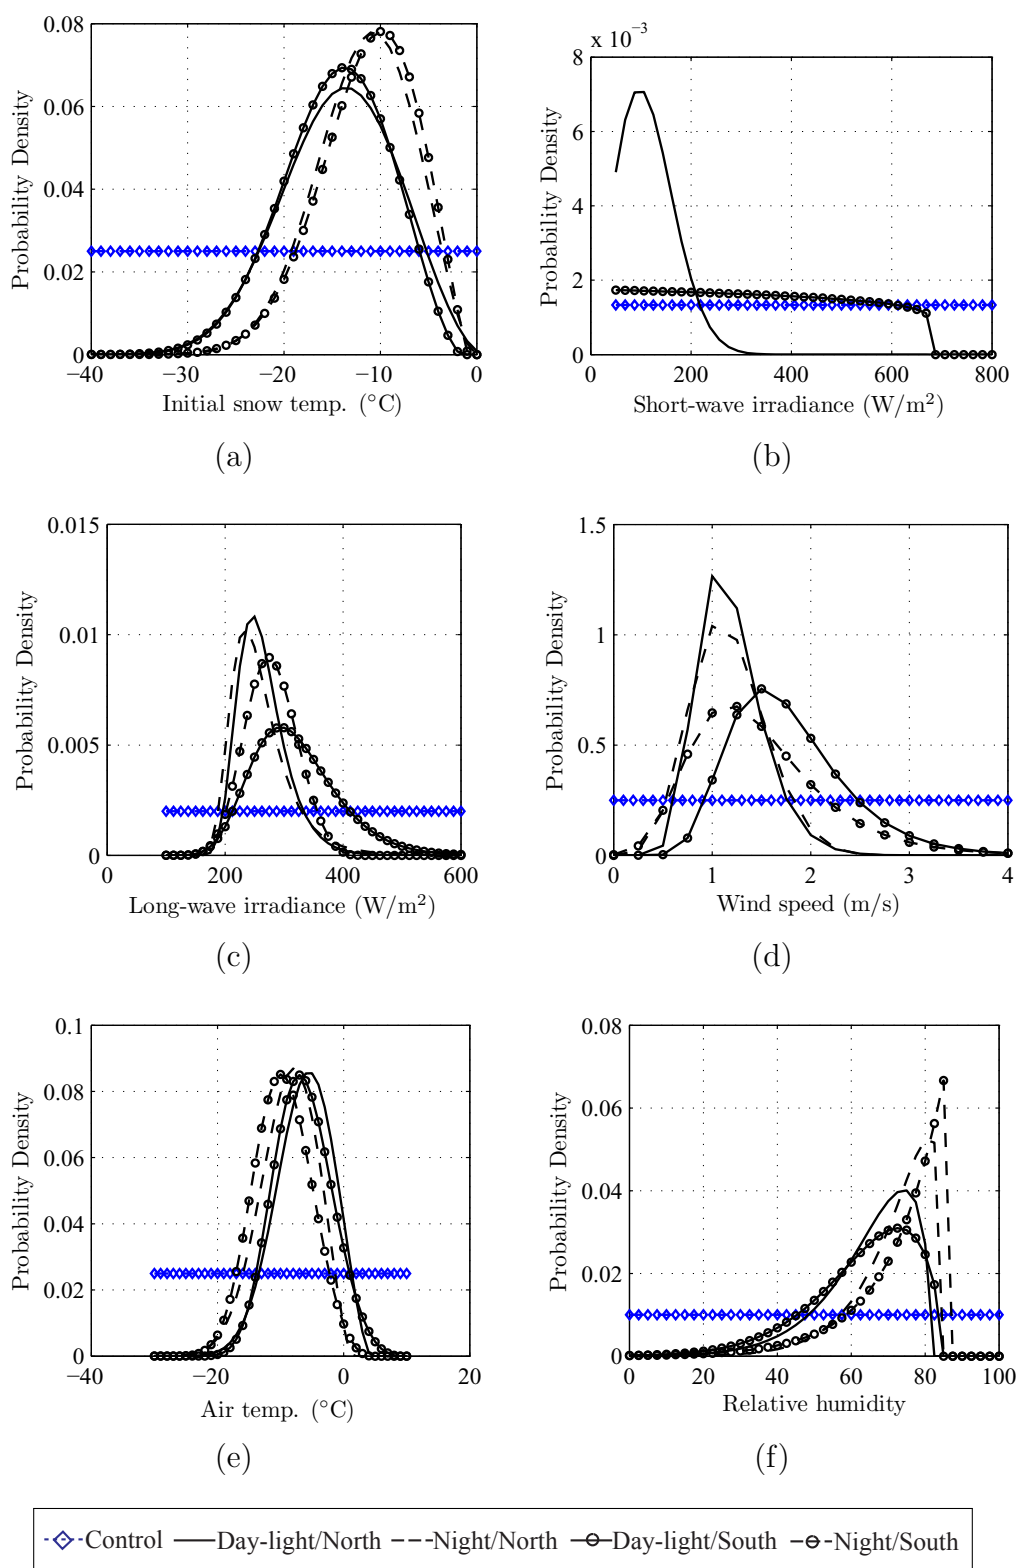 0.08
0.06
0.04
0.02
0
−40
−30
−20
−10
0
Probability Density
Initial snow temp. (°C)
(a)
x 10⁻³
8
6
4
2
0
0
200
400
600
800
Probability Density
Short-wave irradiance (W/m²)
(b)
0.015
0.01
0.005
0
0
200
400
600
Probability Density
Long-wave irradiance (W/m²)
(c)
1.5
1
0.5
0
0
1
2
3
4
Probability Density
Wind speed (m/s)
(d)
0.1
0.08
0.06
0.04
0.02
0
−40
−20
0
20
Probability Density
Air temp. (°C)
(e)
0.08
0.06
0.04
0.02
0
0
20
40
60
80
100
Probability Density
Relative humidity
(f)
Control Day-light/North Night/North Day-light/South Night/South